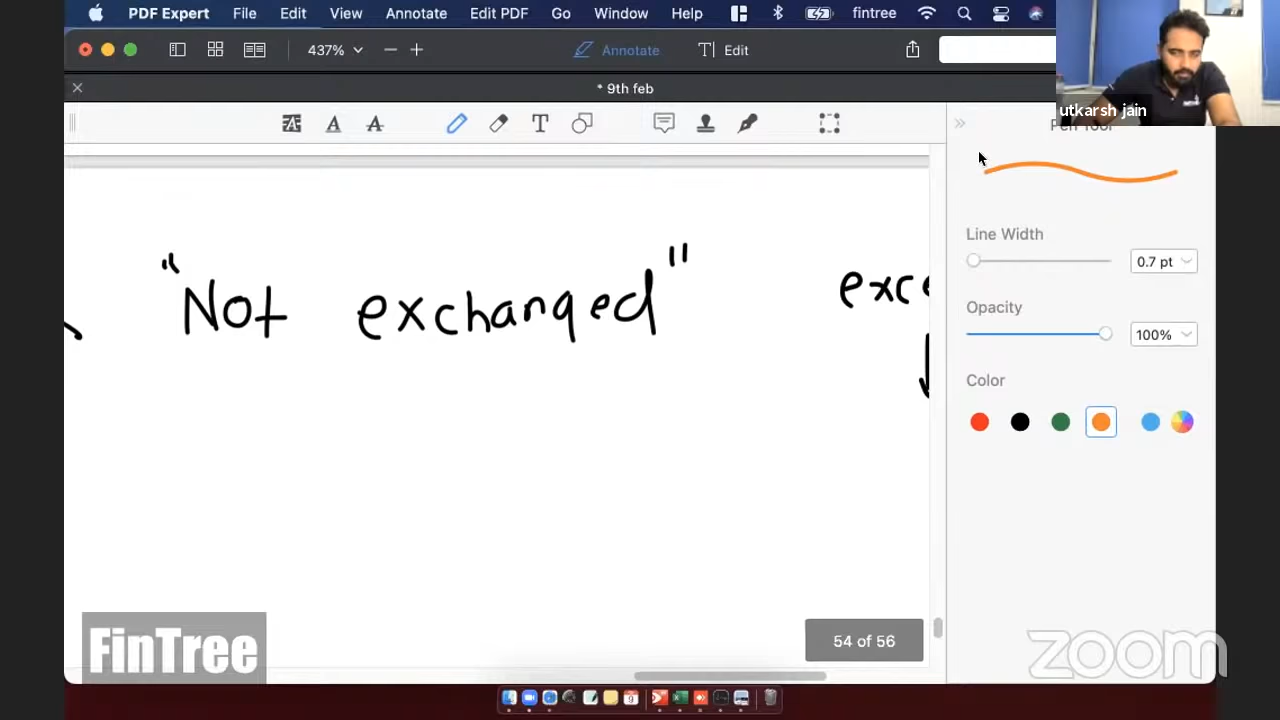 PDF Expert File Edit View Annotate Edit PDF Go Window Help fintree
437% Annotate T Edit
* 9th feb
utkarsh jain
A A A T
Line Width
0.7 pt
Opacity
100%
Color
"Not exchanged"
54 of 56
FinTree
zoom